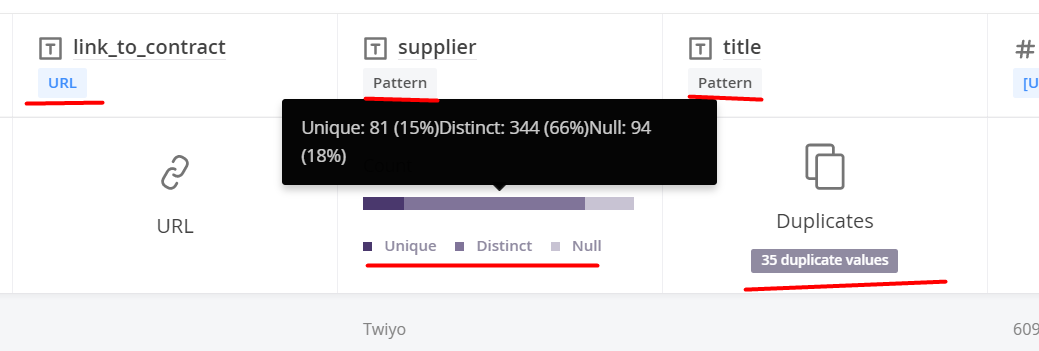 link_to_contract
URL
supplier
Pattern
title
Pattern
#
[U
Unique: 81 (15%)Distinct: 344 (66%)Null: 94
(18%)
URL
Unique Distinct Null
Duplicates
35 duplicate values
Twiyo
609